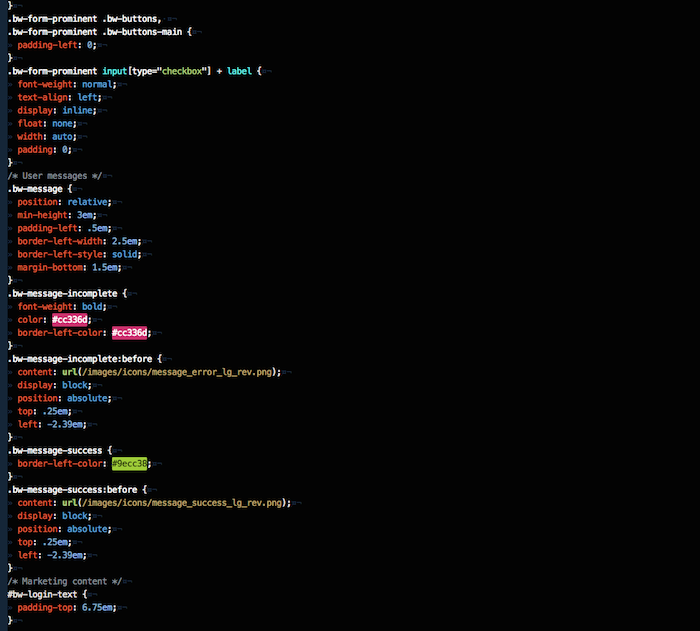 }
.bw-form-prominent .bw-buttons,
.bw-form-prominent .bw-buttons-main {
padding-left: 0;
}
.bw-form-prominent input[type="checkbox"] + label {
font-weight: normal;
text-align: left;
display: inline;
float: none;
width: auto;
padding: 0;
}
/* User messages */
.bw-message {
position: relative;
min-height: 3em;
padding-left: .5em;
border-left-width: 2.5em;
border-left-style: solid;
margin-bottom: 1.5em;
}
.bw-message-incomplete {
font-weight: bold;
color: #cc336d;
border-left-color: #cc336d;
}
.bw-message-incomplete:before {
content: url(/images/icons/message_error_lg_rev.png);
display: block;
position: absolute;
top: .25em;
left: -2.39em;
}
.bw-message-success {
border-left-color: #9ecc38;
}
.bw-message-success:before {
content: url(/images/icons/message_success_lg_rev.png);
display: block;
position: absolute;
top: .25em;
left: -2.39em;
}
/* Marketing content */
#bw-login-text {
padding-top: 6.75em;
}